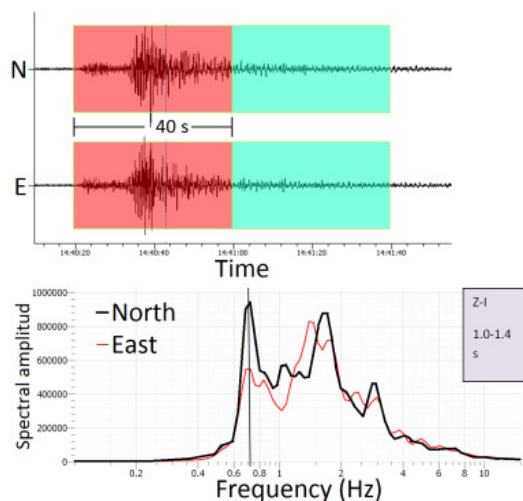 N
40 s
E
14:40:20 14:40:40 14:41:00 14:41:20 14:41:40
Time
1000000
800000
600000
400000
200000
0
Spectral amplitud
North
East
Z-I
1.0-1.4
s
0.2 0.4 0.6 0.8 1 2 4 6 8 10
Frequency (Hz)